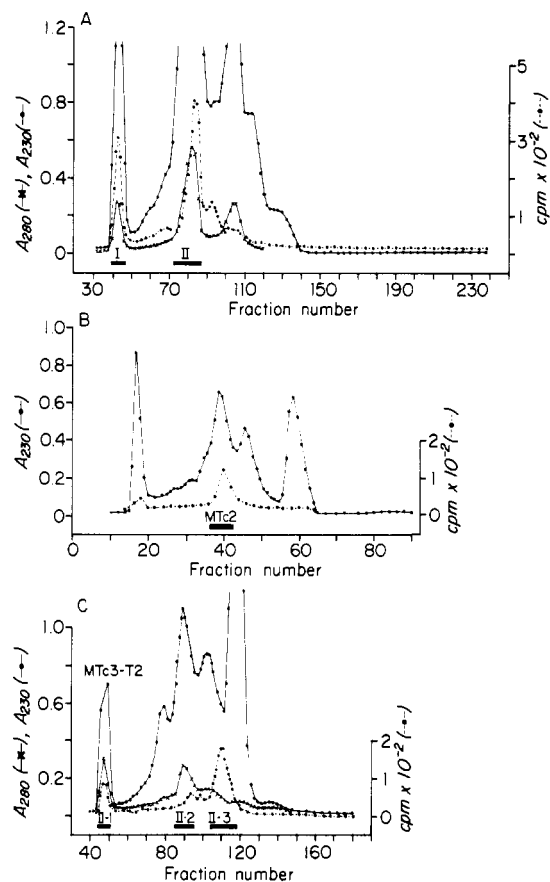 A
1.2
0.8
0.4
0
A280 (-×-), A230 (-•-)
5
3
1
cpm x 10-2 (··•··)
I
II
30 70 110 150 190 230
Fraction number
B
1.0
0.8
0.6
0.4
0.2
0
A230 (-•-)
2
1
0
cpm x 10-2 (-•-)
MTc2
0 20 40 60 80
Fraction number
C
1.0
0.6
0.2
A280 (-×-), A230 (-•-)
MTc3-T2
2
1
0
cpm x 10-2 (-•-)
II-1
II-2
II-3
40 80 120 160
Fraction number